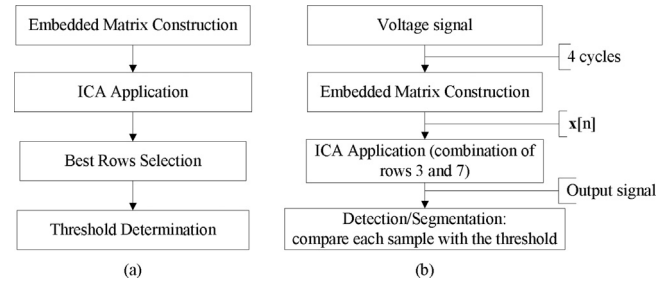 Embedded Matrix Construction
ICA Application
Best Rows Selection
Threshold Determination
(a)
Voltage signal
4 cycles
Embedded Matrix Construction
x[n]
ICA Application (combination of
rows 3 and 7)
Output signal
Detection/Segmentation:
compare each sample with the threshold
(b)